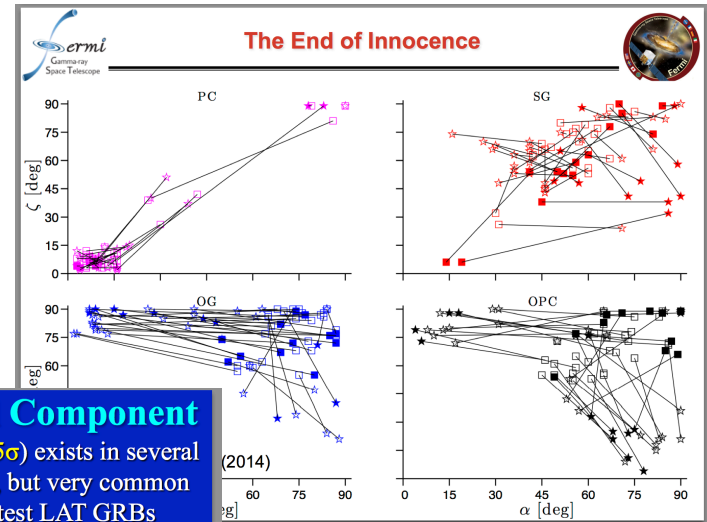 The End of Innocence
Fermi
Gamma-ray
Space Telescope
Fermi
PC
SG
90
75
60
45
30
15
0
ζ [deg]
OG
OPC
90
75
60
eg]
Component
5σ) exists in several
, but very common
test LAT GRBs
(2014)
60
75
90
eg]
0
15
30
45
60
75
90
α [deg]